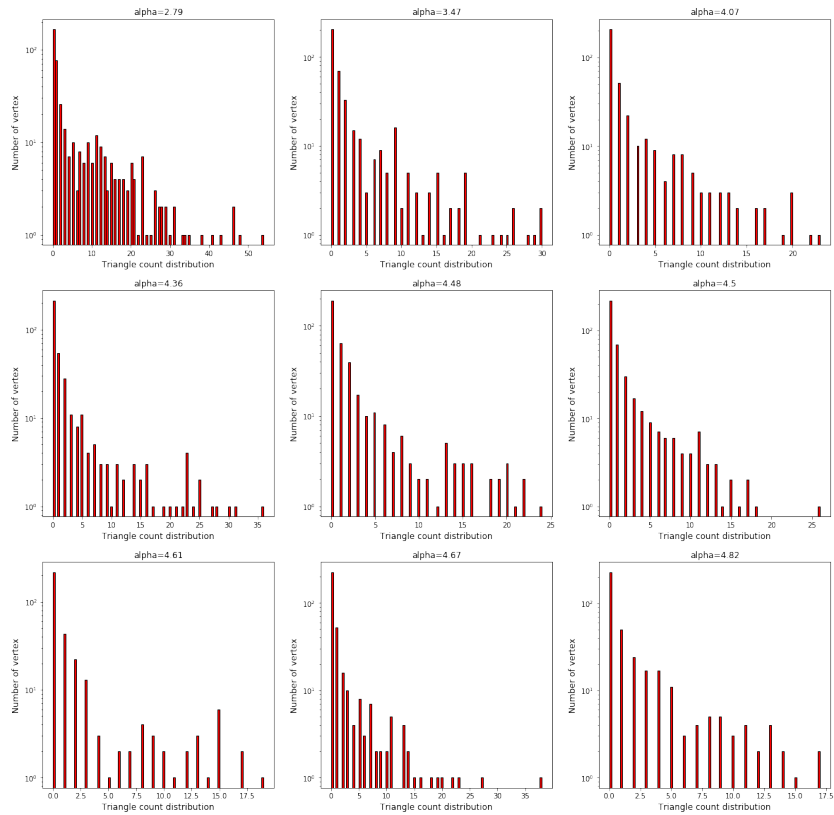 alpha=2.79
alpha=3.47
alpha=4.07
Number of vertex
10²
10¹
10⁰
0 10 20 30 40 50
Triangle count distribution
Number of vertex
10²
10¹
10⁰
0 5 10 15 20 25 30
Triangle count distribution
Number of vertex
10²
10¹
10⁰
0 5 10 15 20
Triangle count distribution
alpha=4.36
alpha=4.48
alpha=4.5
Number of vertex
10²
10¹
10⁰
0 5 10 15 20 25 30 35
Triangle count distribution
Number of vertex
10²
10¹
10⁰
0 5 10 15 20 25
Triangle count distribution
Number of vertex
10²
10¹
10⁰
0 5 10 15 20 25
Triangle count distribution
alpha=4.61
alpha=4.67
alpha=4.82
Number of vertex
10²
10¹
10⁰
0.0 2.5 5.0 7.5 10.0 12.5 15.0 17.5
Triangle count distribution
Number of vertex
10²
10¹
10⁰
0 5 10 15 20 25 30 35
Triangle count distribution
Number of vertex
10²
10¹
10⁰
0.0 2.5 5.0 7.5 10.0 12.5 15.0 17.5
Triangle count distribution